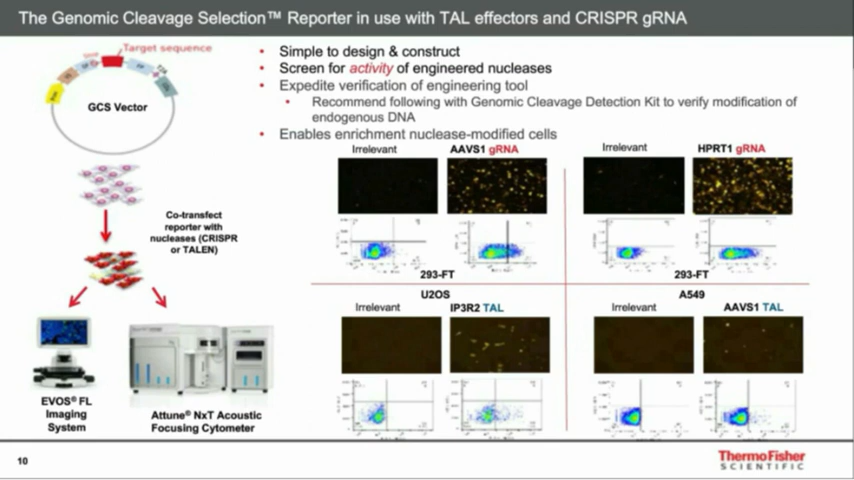 The Genomic Cleavage Selection™ Reporter in use with TAL effectors and CRISPR gRNA
Target sequence
GCS Vector
• Simple to design & construct
• Screen for activity of engineered nucleases
• Expedite verification of engineering tool
• Recommend following with Genomic Cleavage Detection Kit to verify modification of
endogenous DNA
• Enables enrichment nuclease-modified cells
Irrelevant
AAVS1 gRNA
Irrelevant
HPRT1 gRNA
Co-transfect
reporter with
nucleases (CRISPR
or TALEN)
293-FT
293-FT
U2OS
A549
Irrelevant
IP3R2 TAL
Irrelevant
AAVS1 TAL
EVOS® FL
Imaging
System
Attune® NxT Acoustic
Focusing Cytometer
10
ThermoFisher
SCIENTIFIC